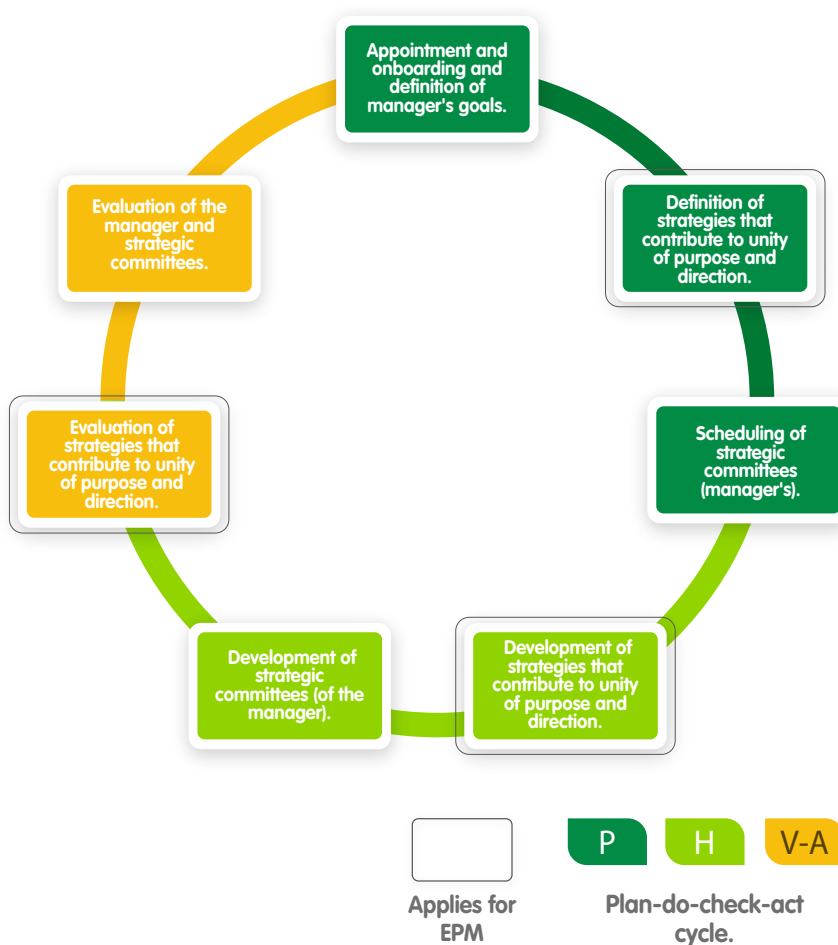 Appointment and
onboarding and
definition of
manager's goals.
Definition of
strategies that
contribute to unity
of purpose and
direction.
Scheduling of
strategic
committees
(manager's).
Development of
strategies that
contribute to unity
of purpose and
direction.
Development of
strategic
committees (of the
manager).
Evaluation of
strategies that
contribute to unity
of purpose and
direction.
Evaluation of the
manager and
strategic
committees.
Applies for
EPM
P
H
V-A
Plan-do-check-act
cycle.